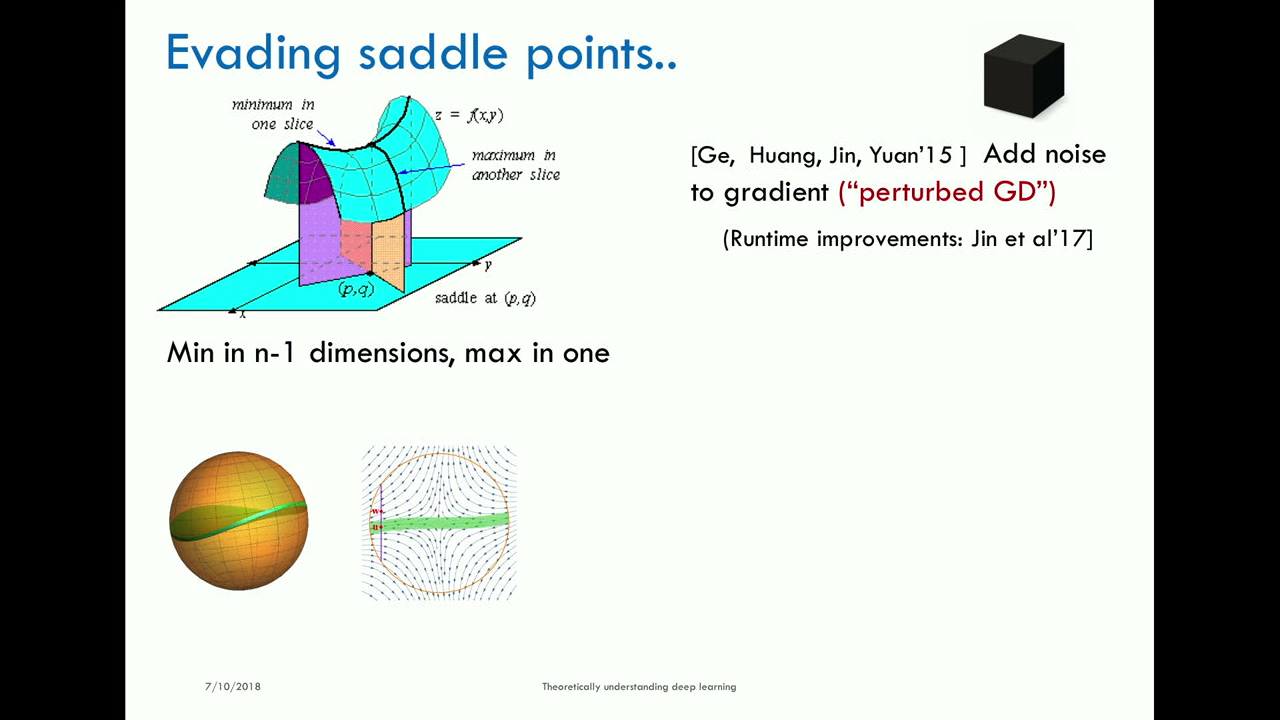 Evading saddle points..
minimum in
one slice
z = f(x,y)
maximum in
another slice
y
(p,q)
saddle at (p,q)
x
[Ge, Huang, Jin, Yuan’15 ] Add noise
to gradient (“perturbed GD”)
(Runtime improvements: Jin et al’17]
Min in n-1 dimensions, max in one
w
u
7/10/2018
Theoretically understanding deep learning